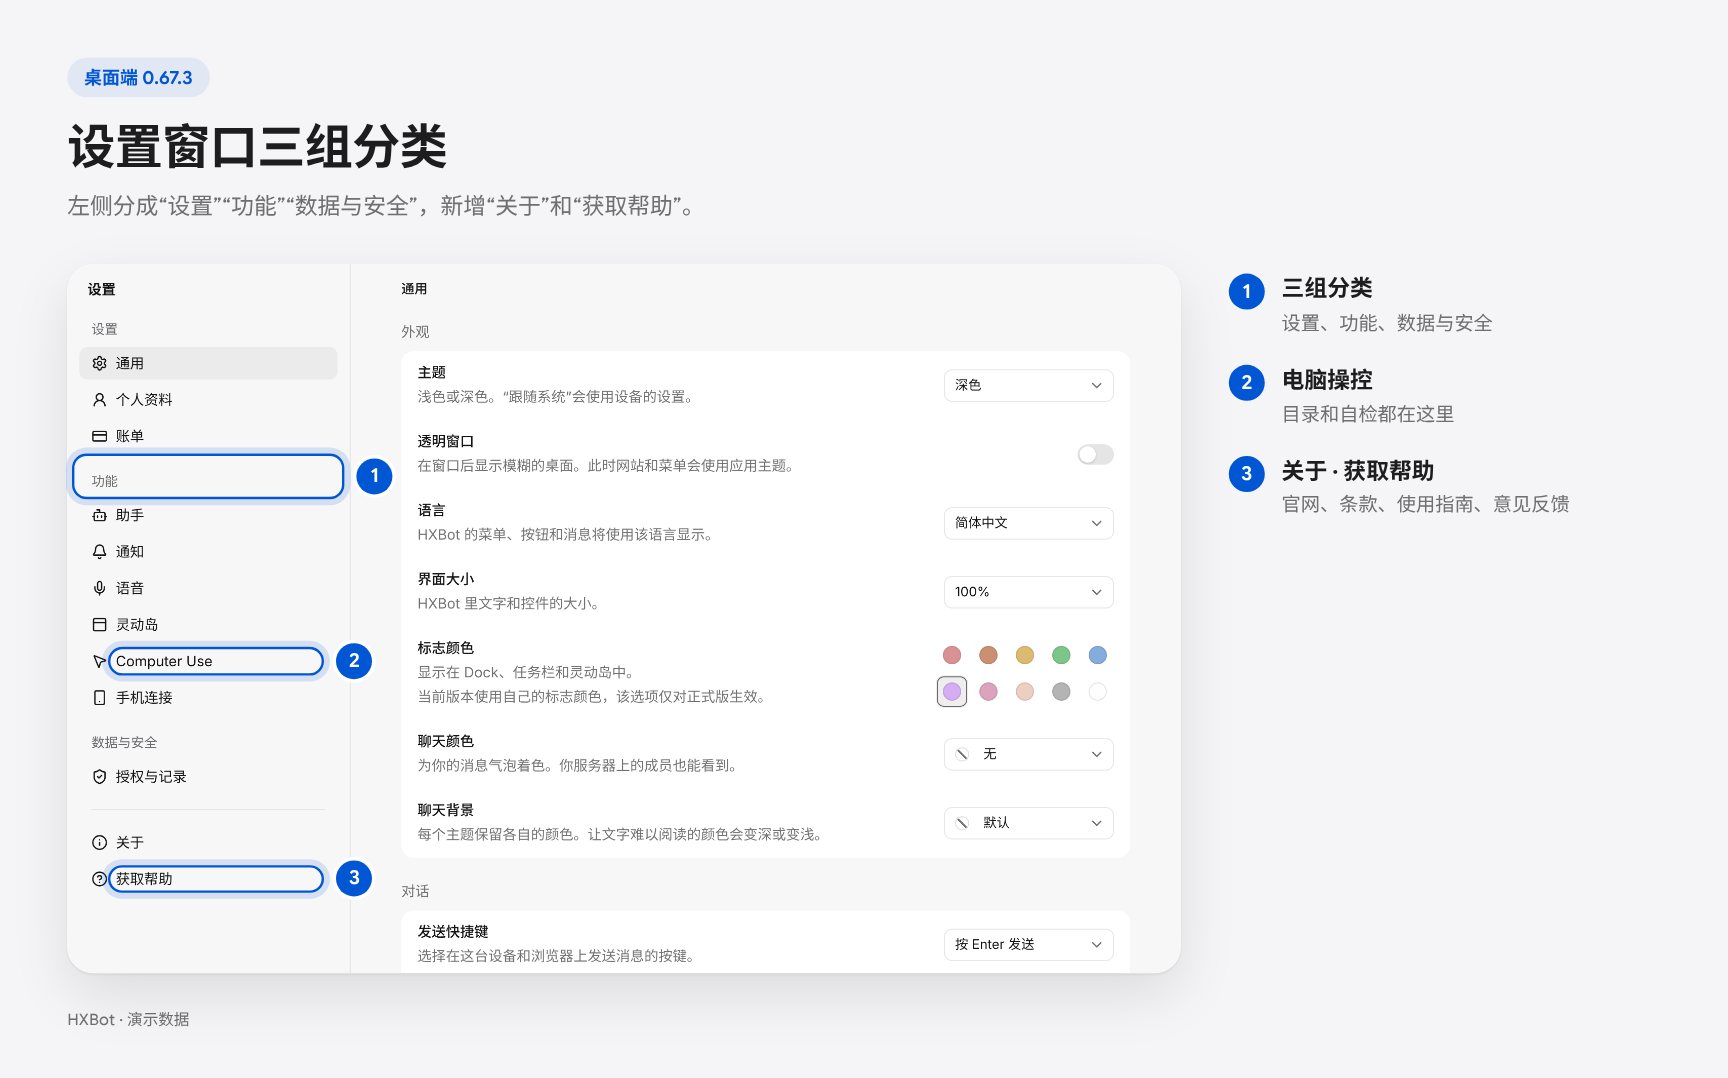 桌面端 0.67.3
设置窗口三组分类
左侧分成“设置”“功能”“数据与安全”，新增“关于”和“获取帮助”。
设置
设置
通用
个人资料
账单
功能
1
助手
通知
语音
灵动岛
Computer Use
2
手机连接
数据与安全
授权与记录
关于
获取帮助
3
通用
外观
主题
浅色或深色。“跟随系统”会使用设备的设置。
深色
透明窗口
在窗口后显示模糊的桌面。此时网站和菜单会使用应用主题。
语言
HXBot 的菜单、按钮和消息将使用该语言显示。
简体中文
界面大小
HXBot 里文字和控件的大小。
100%
标志颜色
显示在 Dock、任务栏和灵动岛中。
当前版本使用自己的标志颜色，该选项仅对正式版生效。
聊天颜色
为你的消息气泡着色。你服务器上的成员也能看到。
无
聊天背景
每个主题保留各自的颜色。让文字难以阅读的颜色会变深或变浅。
默认
对话
发送快捷键
选择在这台设备和浏览器上发送消息的按键。
按 Enter 发送
1
三组分类
设置、功能、数据与安全
2
电脑操控
目录和自检都在这里
3
关于 · 获取帮助
官网、条款、使用指南、意见反馈
HXBot · 演示数据